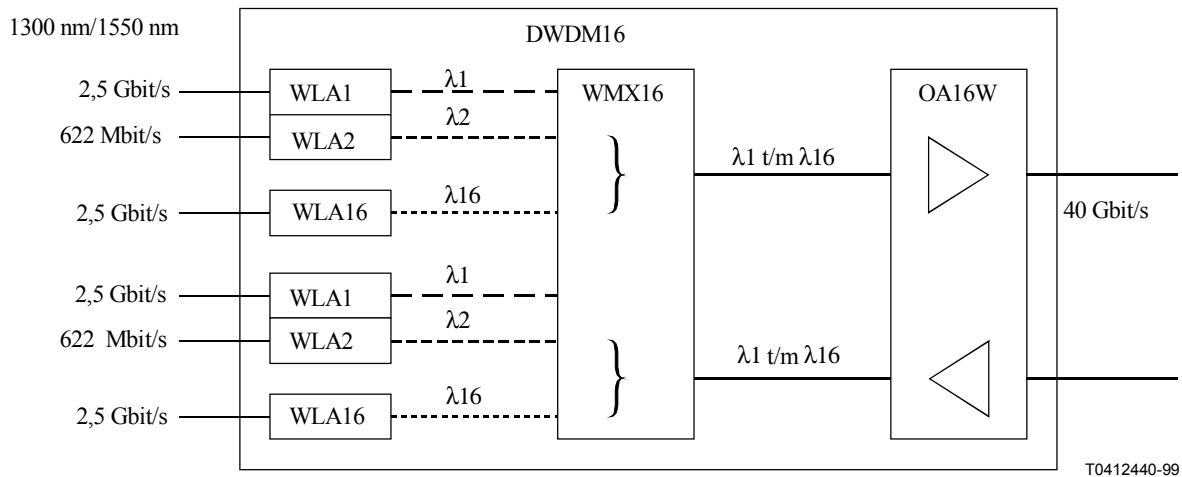 1300 nm/1550 nm
DWDM16
2,5 Gbit/s
WLA1
λ1
WMX16
OA16W
622 Mbit/s
WLA2
λ2
λ1 t/m λ16
2,5 Gbit/s
WLA16
λ16
40 Gbit/s
2,5 Gbit/s
WLA1
λ1
622 Mbit/s
WLA2
λ2
λ1 t/m λ16
2,5 Gbit/s
WLA16
λ16
T0412440-99